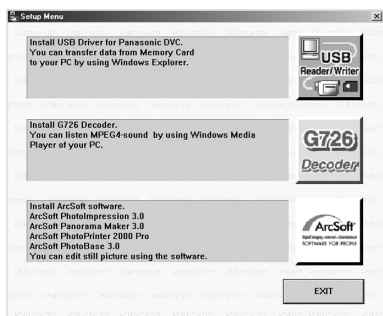 Setup Menu
Install USB Driver for Panasonic DVC.
You can transfer data from Memory Card
to your PC by using Windows Explorer.
USB
Reader/Writer
Install G726 Decoder.
You can listen MPEG4-sound by using Windows Media
Player of your PC.
G726
Decoder
Install ArcSoft software.
ArcSoft PhotoImpression 3.0
ArcSoft Panorama Maker 3.0
ArcSoft PhotoPrinter 2000 Pro
ArcSoft PhotoBase 3.0
You can edit still picture using the software.
ArcSoft
SOFTWARE FOR PEOPLE
EXIT